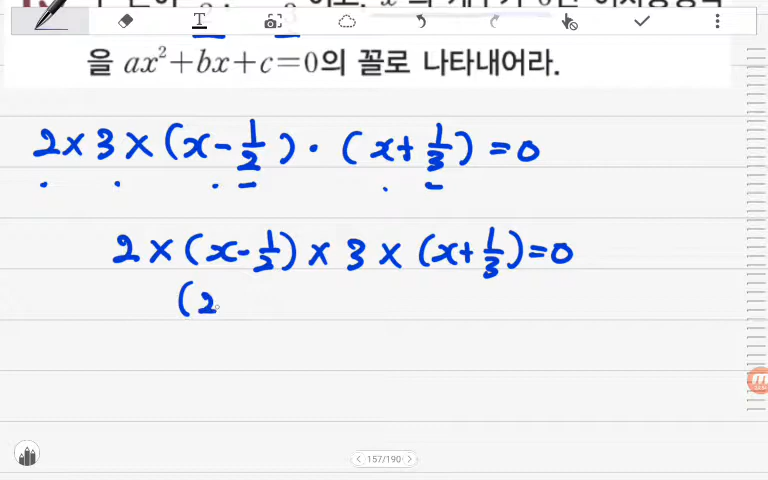 을 ax²+bx+c=0의 꼴로 나타내어라.
2 × 3 × (x - 1/2) · (x + 1/3) = 0
2 × (x - 1/2) × 3 × (x + 1/3) = 0
(2
157/190